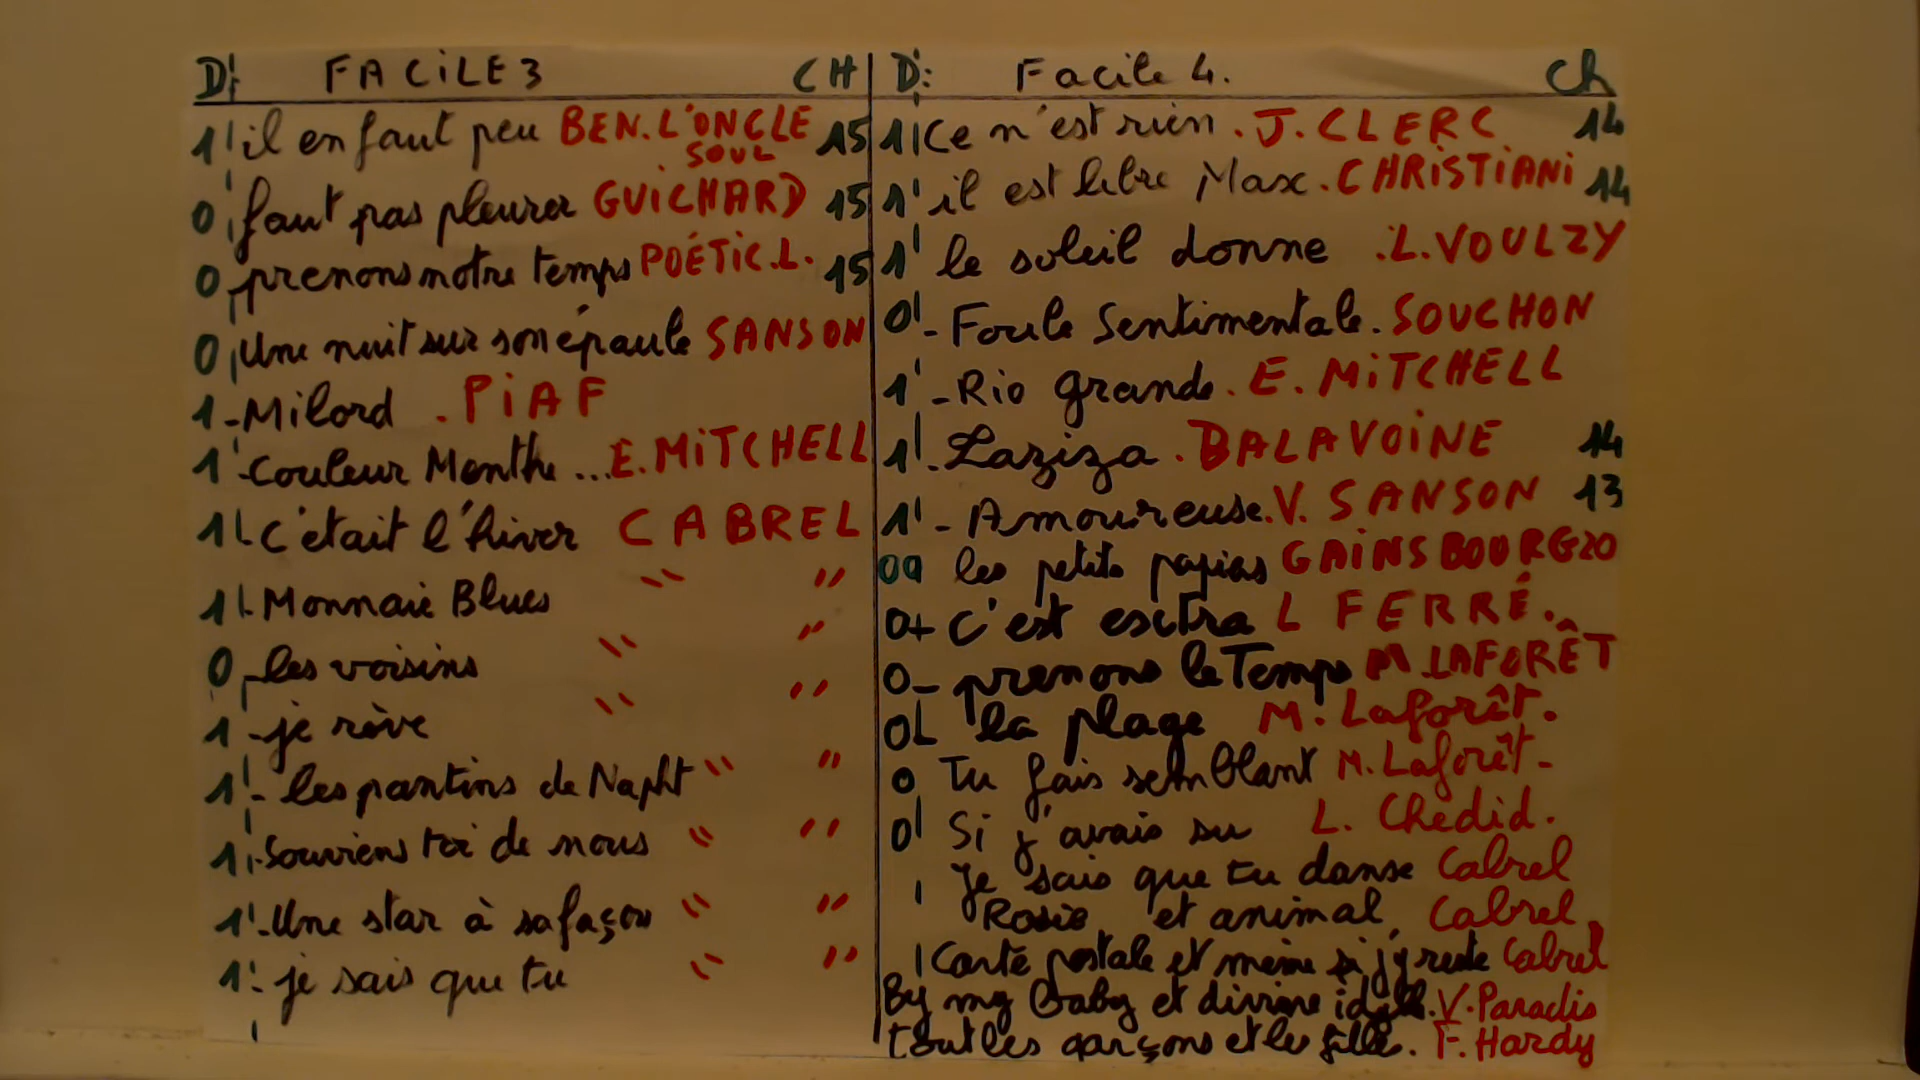 D: FACiLE 3 CH
1 il en faut peu BEN. L'ONCLE SOUL 15
0 faut pas pleurer GUiCHARD 15
0 prenons notre temps POÉTiC. L. 15
0 Une nuit sur son épaule SANSON
1 - Milord . PiAF
1 - Couleur Menthe ... E. MiTCHELL
1 C'était l'hiver CABREL
1 - Monnaie Blues " "
0 - les voisins " "
1 - je rève " "
1 - les pantins de Napht " "
1 - Souviens toi de nous " "
1 - Une star à sa façon " "
1 - je sais que tu " "
D: Facile 4. Ch
1 Ce n'est rien . J. CLERC 14
1 il est libre Max . CHRiSTiANi 14
1 le soleil donne . L. VOULZY
0 - Foule Sentimentale . SOUCHON
1 - Rio grande . E. MiTCHELL
1 - Laziza . BALAVOiNE 14
1 - Amoureuse. V. SANSON 13
les petits papiers GAiNSBOURG
0+ C'est extra L FERRÉ.
0 - prenons le Temps M. LAFORÊT
0 la plage M. Laforêt.
0 Tu fais semblant M. Laforêt -
0 Si j'avais su L. Chedid.
Je sais que tu danse Cabrel
Rosie et animal Cabrel
Carte postale et même si j'y reste Cabrel
By my Baby et divine idylle. V. Paradis
tout les garçons et les filles. F. Hardy